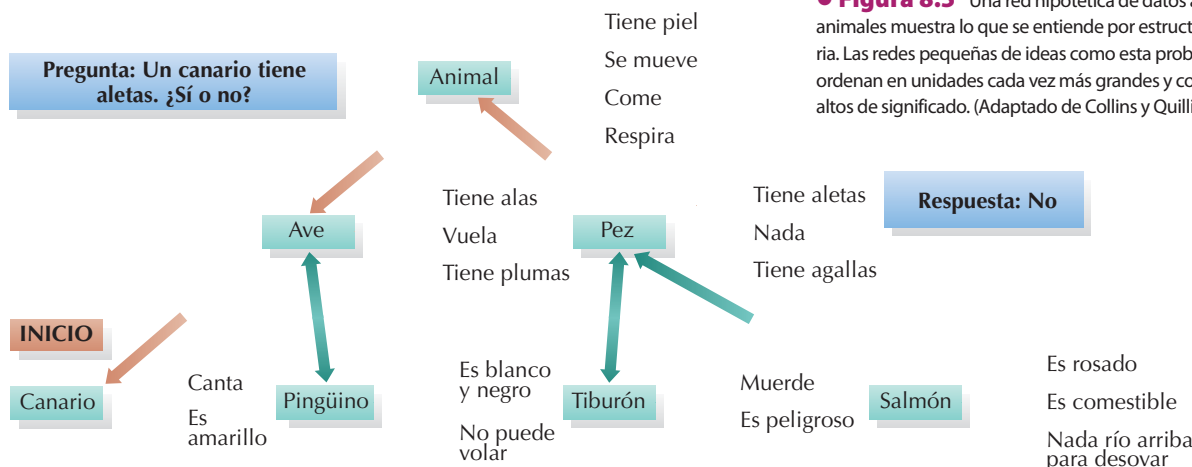 ● Figura 8.5 Una red hipotética de datos
animales muestra lo que se entiende por estruct
ria. Las redes pequeñas de ideas como esta prob
ordenan en unidades cada vez más grandes y co
altos de significado. (Adaptado de Collins y Quilli
Pregunta: Un canario tiene
aletas. ¿Sí o no?
Animal
Tiene piel
Se mueve
Come
Respira
Ave
Tiene alas
Vuela
Tiene plumas
Pez
Tiene aletas
Nada
Tiene agallas
Respuesta: No
INICIO
Canario
Canta
Es
amarillo
Pingüino
Es blanco
y negro
No puede
volar
Tiburón
Muerde
Es peligroso
Salmón
Es rosado
Es comestible
Nada río arriba
para desovar